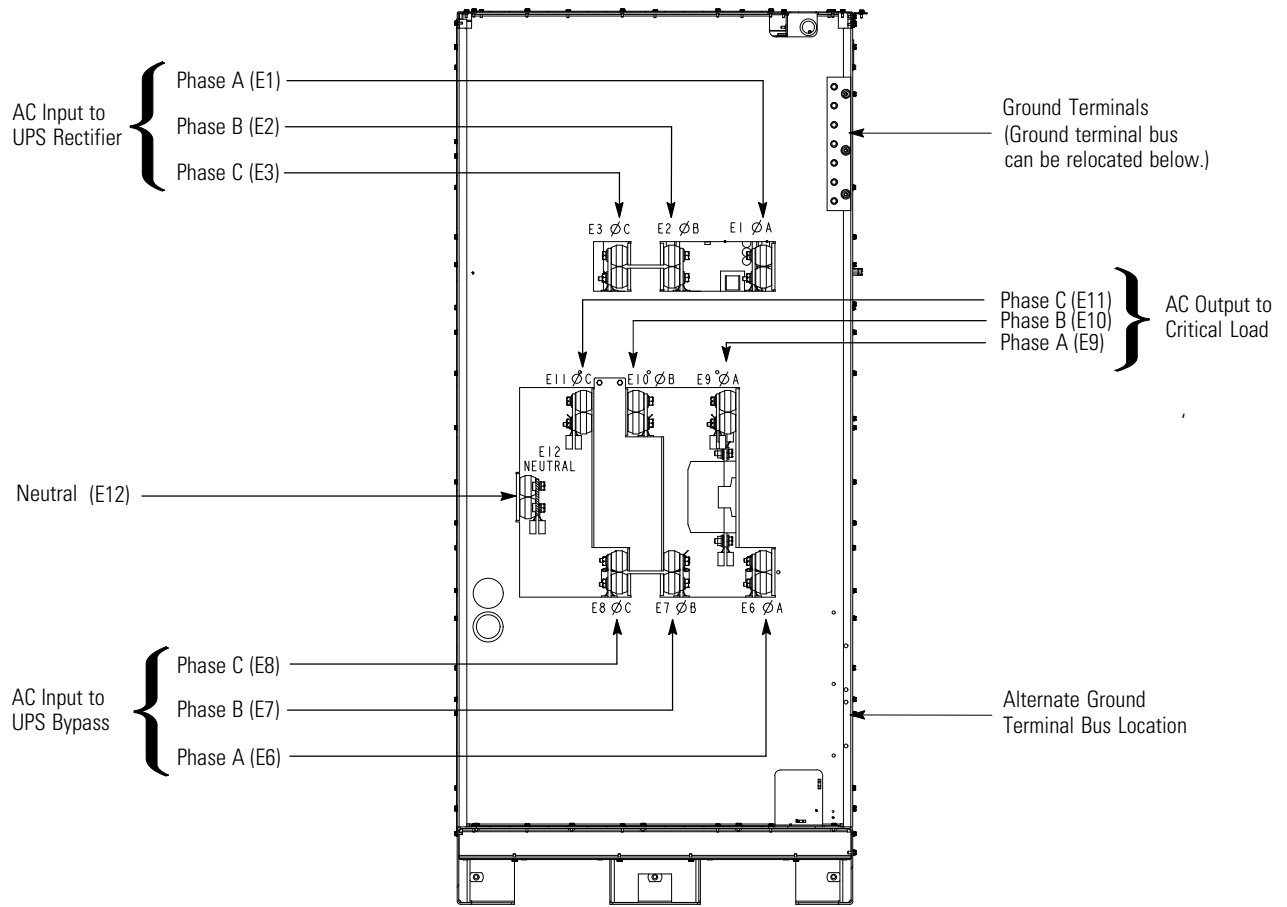 AC Input to
UPS Rectifier
Phase A (E1)
Phase B (E2)
Phase C (E3)
Ground Terminals
(Ground terminal bus
can be relocated below.)
E3 ØC
E2 ØB
E1 ØA
Phase C (E11)
Phase B (E10)
Phase A (E9)
AC Output to
Critical Load
E11 ØC
E10 ØB
E9 ØA
E12
NEUTRAL
Neutral (E12)
E8 ØC
E7 ØB
E6 ØA
AC Input to
UPS Bypass
Phase C (E8)
Phase B (E7)
Phase A (E6)
Alternate Ground
Terminal Bus Location